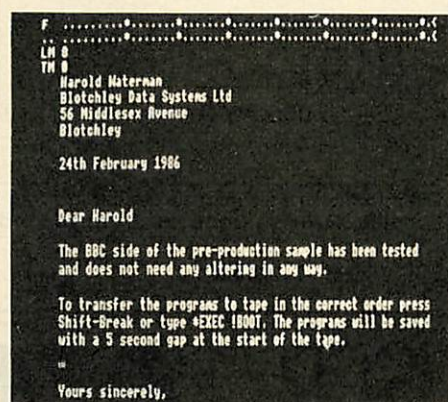 F .......*.......*.......*.......*.......*.......*.......*.<
.. .......*.......*.......*.......*.......*.......*.......*.<
LM 8
TM 0
Harold Waterman
Blotchley Data Systems Ltd
56 Middlesex Avenue
Blotchley
24th February 1986
Dear Harold
The BBC side of the pre-production sample has been tested
and does not need any altering in any way.
To transfer the programs to tape in the correct order press
Shift-Break or type *EXEC !BOOT. The programs will be saved
with a 5 second gap at the start of the tape.
Yours sincerely,